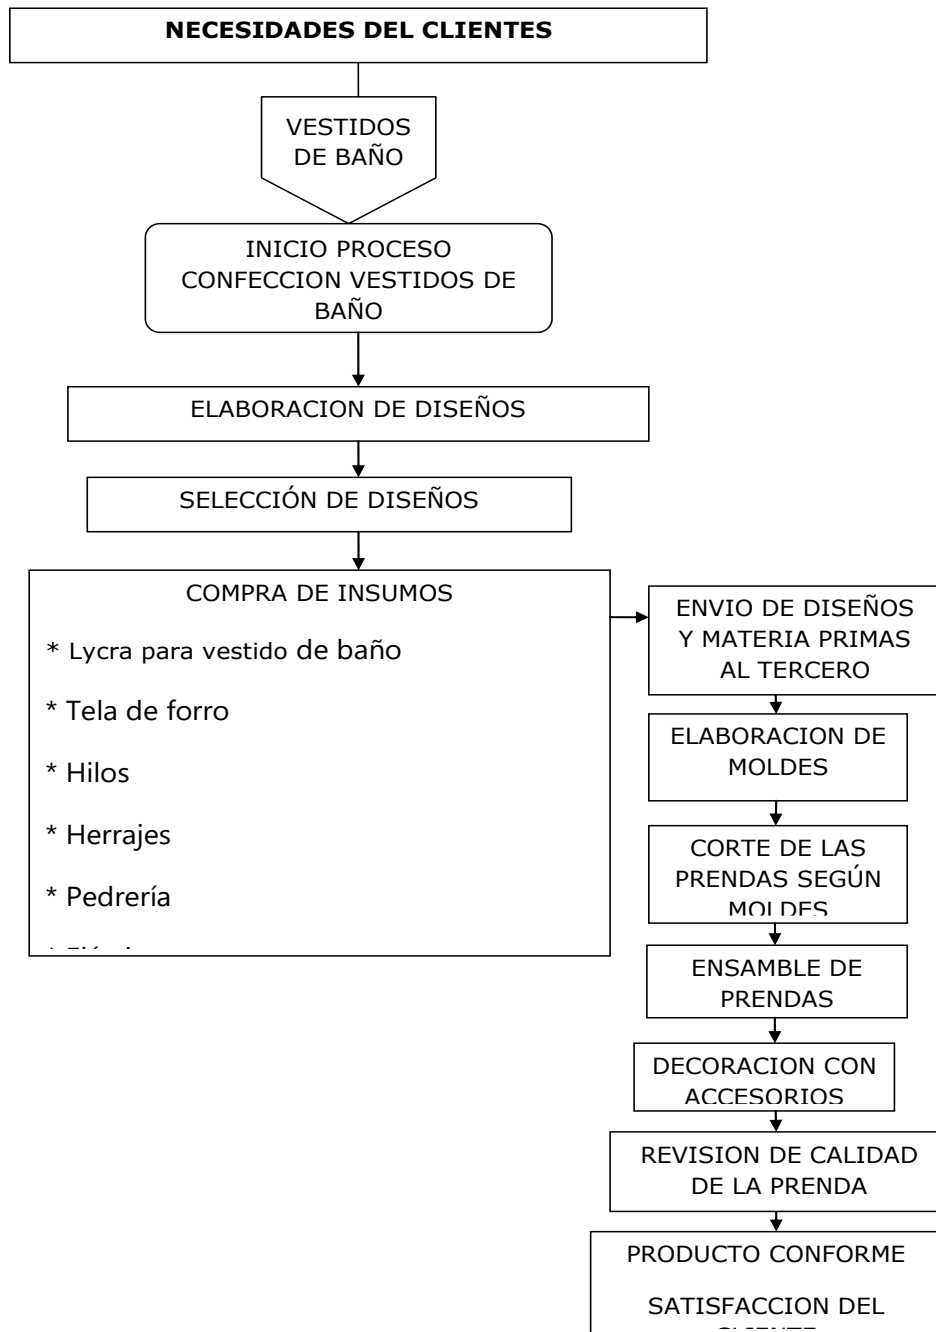 NECESIDADES DEL CLIENTES
VESTIDOS
DE BAÑO
INICIO PROCESO
CONFECCION VESTIDOS DE
BAÑO
ELABORACION DE DISEÑOS
SELECCIÓN DE DISEÑOS
COMPRA DE INSUMOS
* Lycra para vestido de baño
* Tela de forro
* Hilos
* Herrajes
* Pedrería
ENVIO DE DISEÑOS
Y MATERIA PRIMAS
AL TERCERO
ELABORACION DE
MOLDES
CORTE DE LAS
PRENDAS SEGÚN
MOLDES
ENSAMBLE DE
PRENDAS
DECORACION CON
ACCESORIOS
REVISION DE CALIDAD
DE LA PRENDA
PRODUCTO CONFORME
SATISFACCION DEL